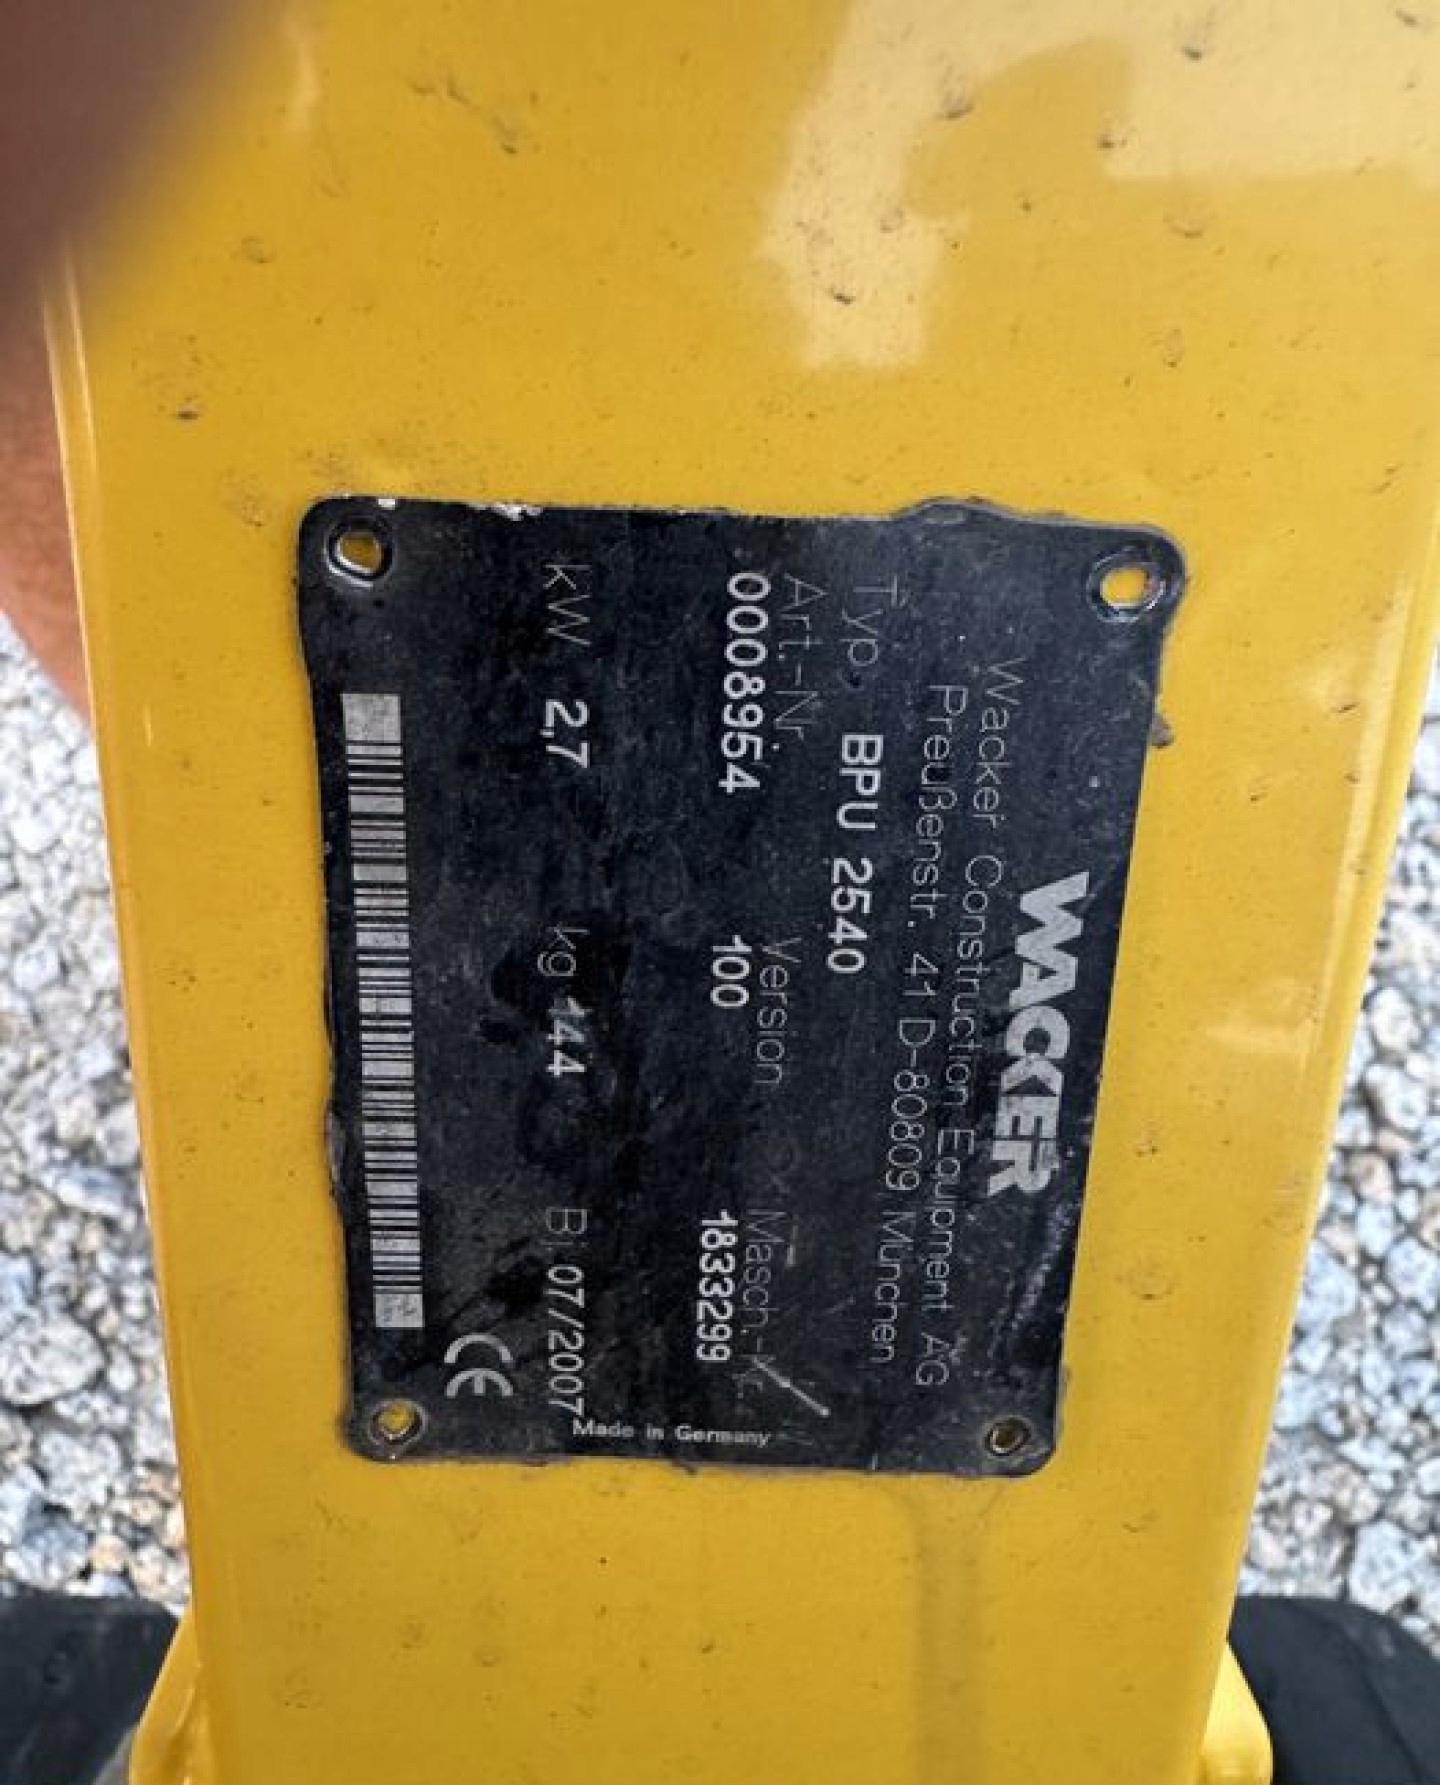 WACKER
Wacker Construction Equipment AG
Preußenstr. 41 D-80809 München
Typ. BPU 2540
Art.-Nr. Version Masch.-Nr.
0008954 100 1833299
kW 2,7 kg 144 Bj 07/2007
Made in Germany
CE